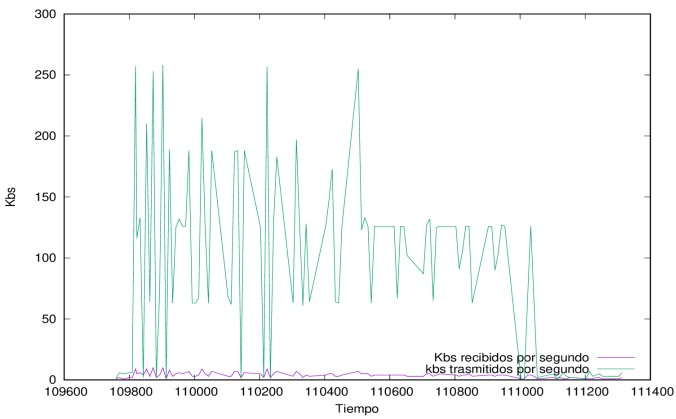 300
250
200
150
100
50
0
Kbs
Kbs recibidos por segundo
kbs trasmitidos por segundo
109600 109800 110000 110200 110400 110600 110800 111000 111200 111400
Tiempo